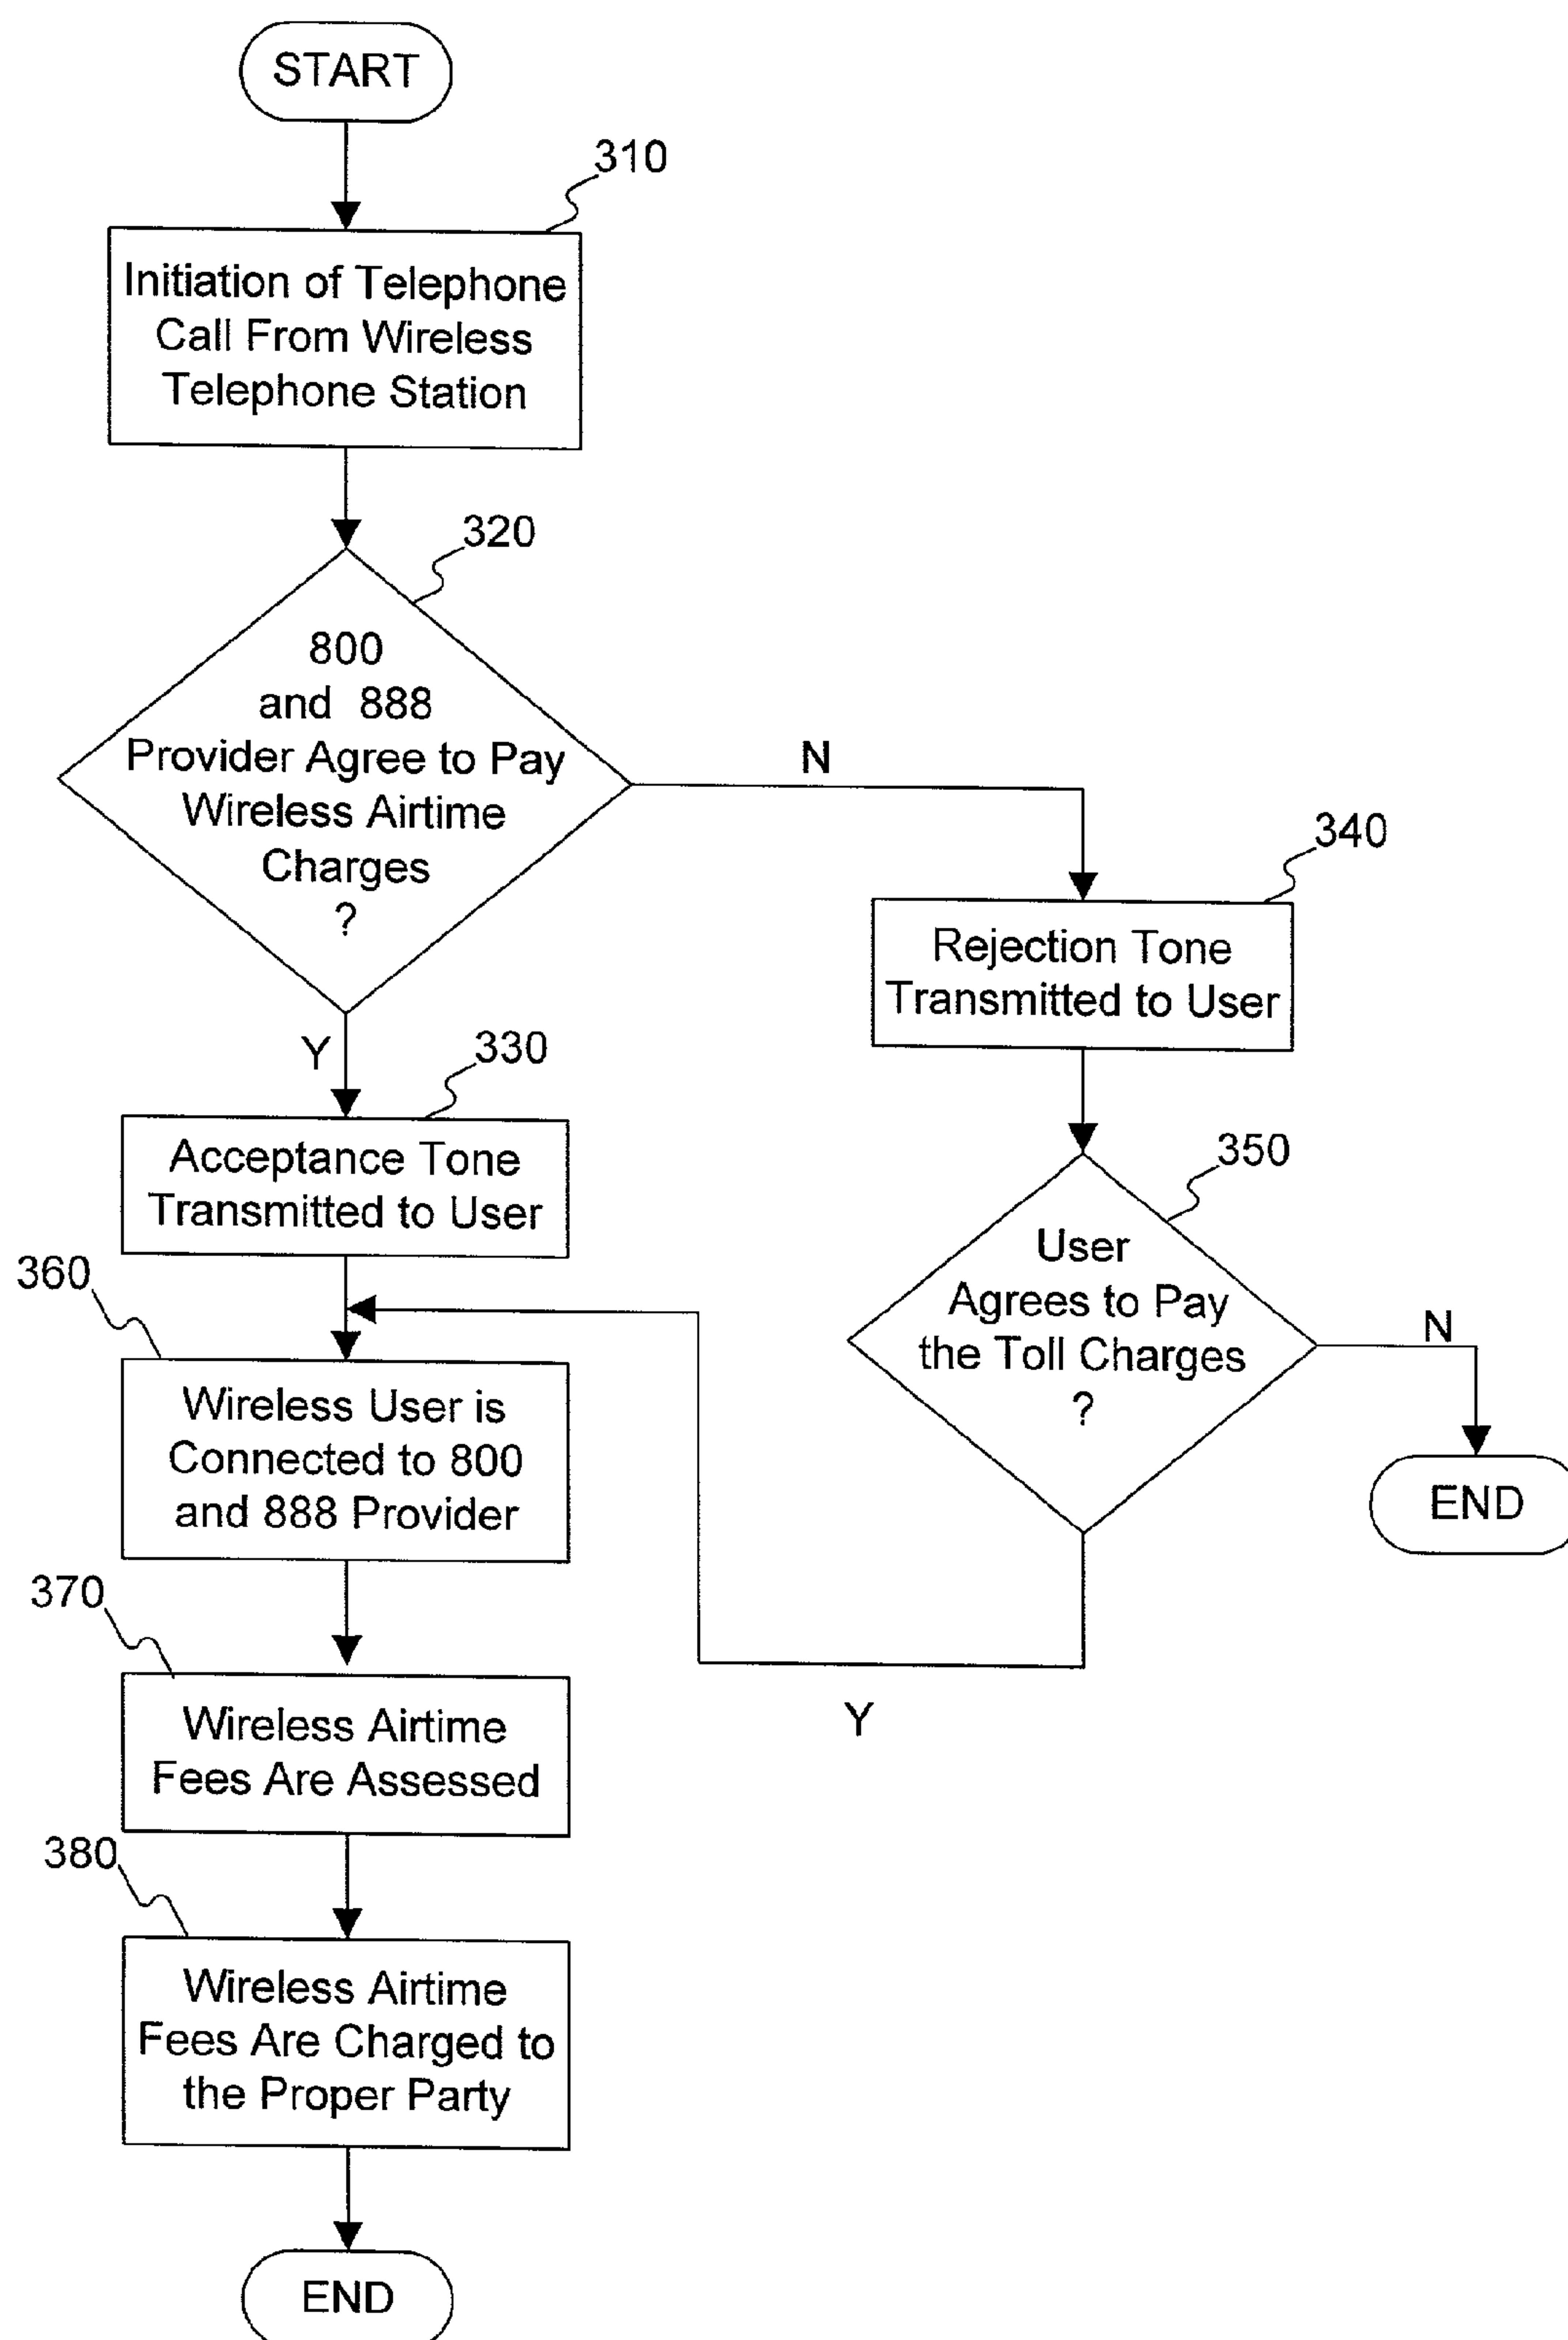 START
310
Initiation of Telephone
Call From Wireless
Telephone Station
320
800
and 888
Provider Agree to Pay
Wireless Airtime
Charges
?
N
Y
340
Rejection Tone
Transmitted to User
330
Acceptance Tone
Transmitted to User
350
User
Agrees to Pay
the Toll Charges
?
N
END
Y
360
Wireless User is
Connected to 800
and 888 Provider
370
Wireless Airtime
Fees Are Assessed
380
Wireless Airtime
Fees Are Charged to
the Proper Party
END